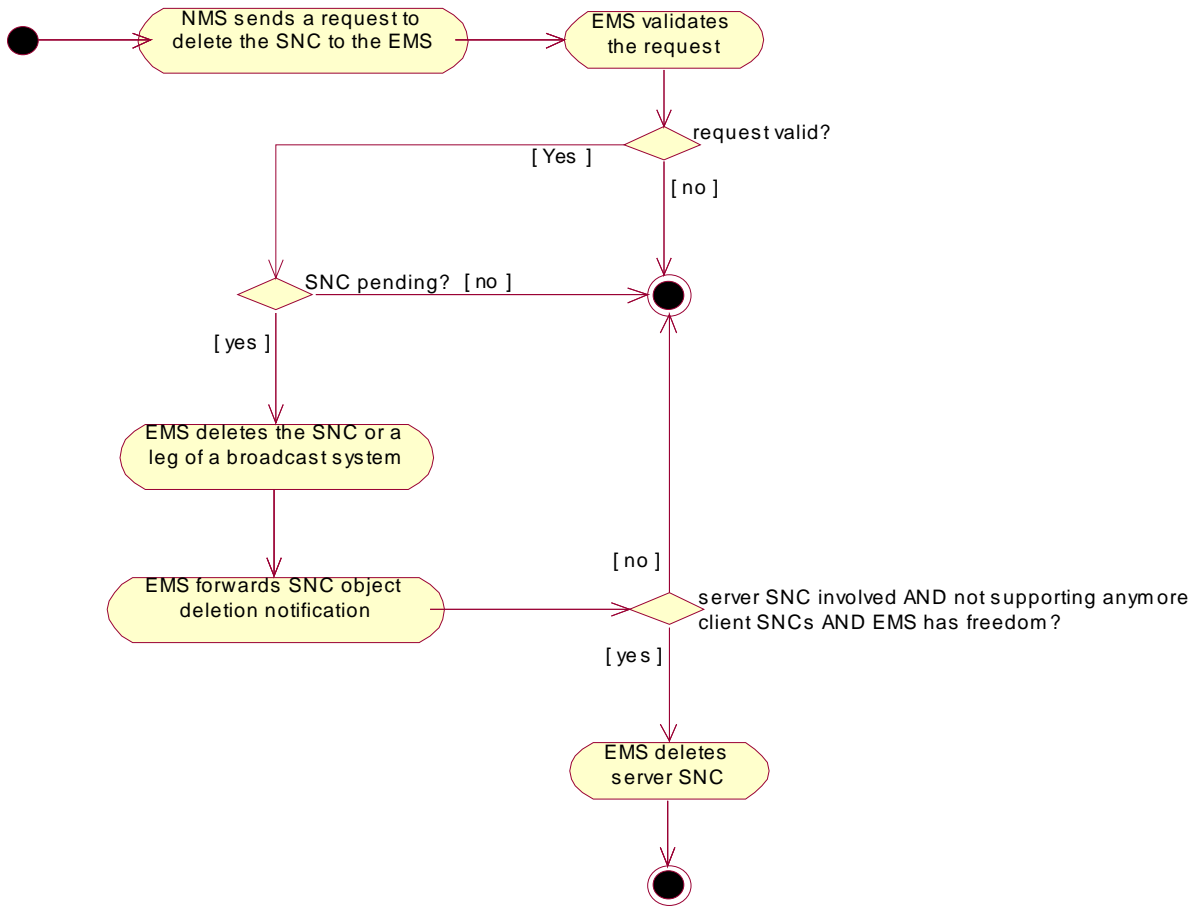 NMS sends a request to
delete the SNC to the EMS
EMS validates
the request
request valid?
[ Yes ]
[ no ]
SNC pending? [ no ]
[ yes ]
EMS deletes the SNC or a
leg of a broadcast system
EMS forwards SNC object
deletion notification
[ no ]
server SNC involved AND not supporting anymore
client SNCs AND EMS has freedom?
[ yes ]
EMS deletes
server SNC